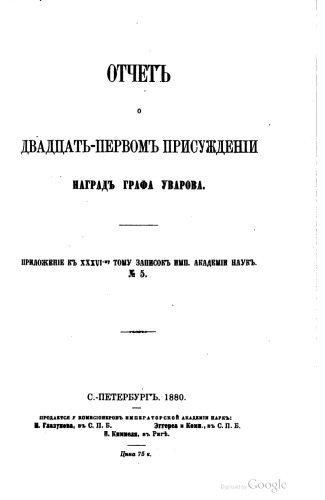 ОТЧЕТЪ
О
ДВАДЦАТЬ-ПЕРВОМЪ ПРИСУЖДЕНІИ
НАГРАДЪ ГРАФА УВАРОВА.
ПРИЛОЖЕНІЕ КЪ XXXVI-му ТОМУ ЗАПИСОКЪ ИМП. АКАДЕМІИ НАУКЪ.
№ 5.
С.-ПЕТЕРБУРГЪ. 1880.
ПРОДАЕТСЯ У КОМИСІОНЕРОВЪ ИМПЕРАТОРСКОЙ АКАДЕМІИ НАУКЪ:
И. Глазунова, въ С. П. Б. Эггерса и Комп., въ С. П. Б.
Н. Киммеля, въ Ригѣ.
Цѣна 75 к.
Digitized by Google